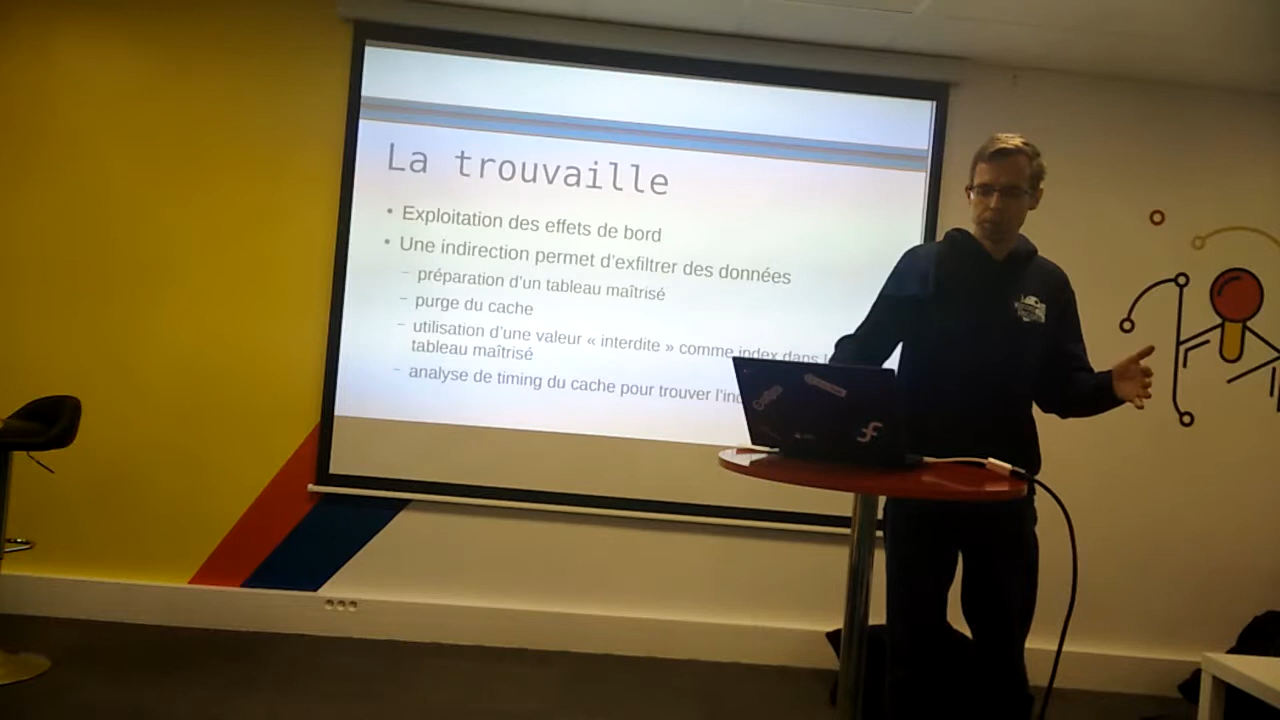 La trouvaille
• Exploitation des effets de bord
• Une indirection permet d'exfiltrer des données
– préparation d'un tableau maîtrisé
– purge du cache
– utilisation d'une valeur « interdite » comme index dans
tableau maîtrisé
– analyse de timing du cache pour trouver